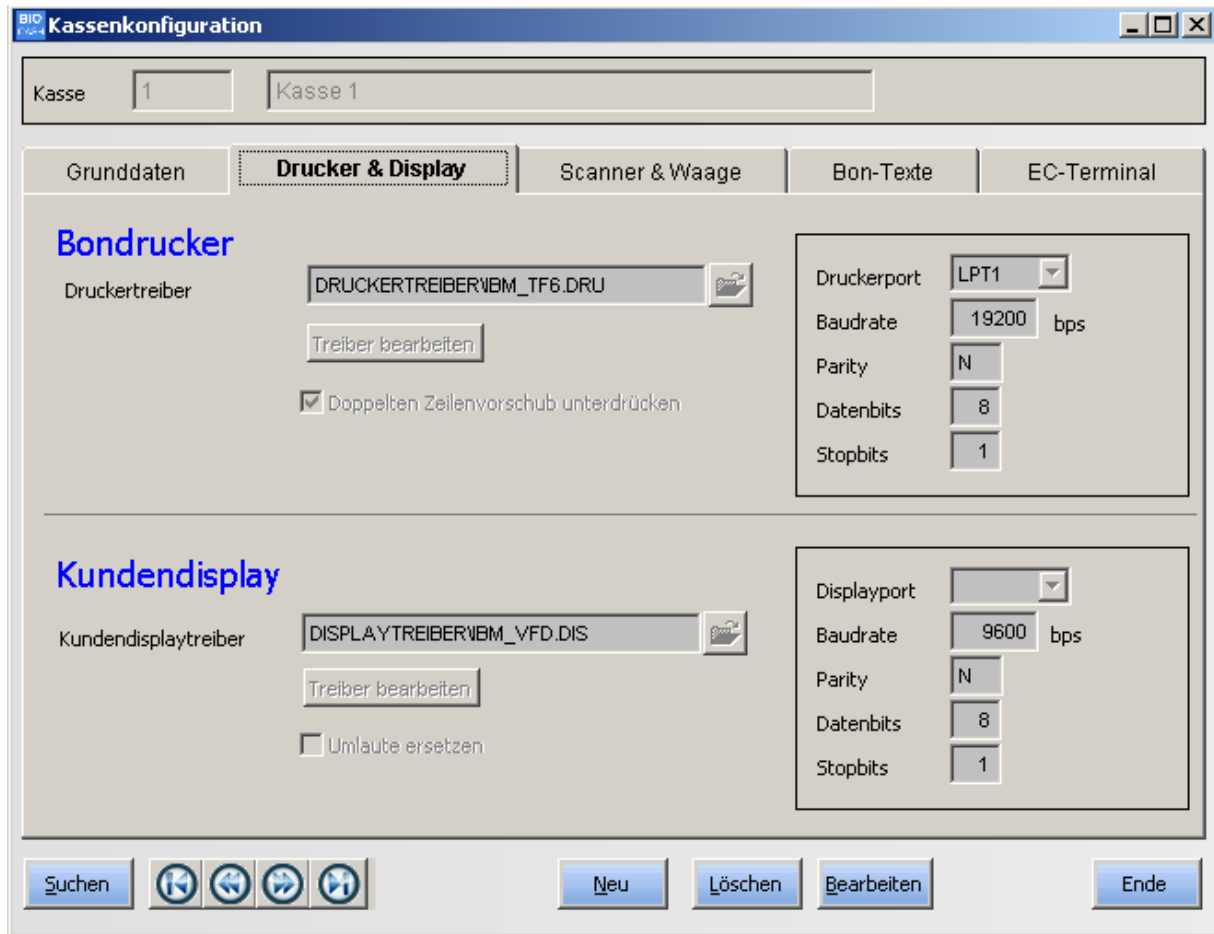 BIO Kassenkonfiguration
Kasse 1 Kasse 1
Grunddaten Drucker & Display Scanner & Waage Bon-Texte EC-Terminal
Bondrucker
Druckertreiber DRUCKERTREIBER\IBM_TF6.DRU
Treiber bearbeiten
Doppelten Zeilenvorschub unterdrücken
Druckerport LPT1
Baudrate 19200 bps
Parity N
Datenbits 8
Stopbits 1
Kundendisplay
Kundendisplaytreiber DISPLAYTREIBER\IBM_VFD.DIS
Treiber bearbeiten
Umlaute ersetzen
Displayport
Baudrate 9600 bps
Parity N
Datenbits 8
Stopbits 1
Suchen Neu Löschen Bearbeiten Ende